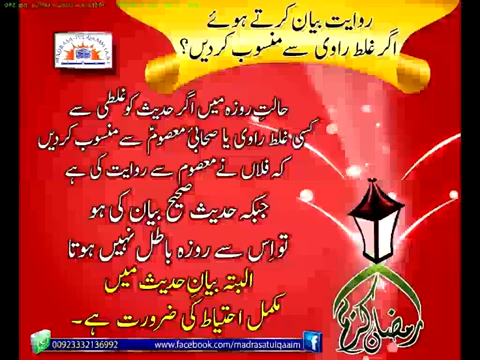 روایت بیان کرتے ہوئے
اگر غلط راوی سے منسوب کردیں؟
حالتِ روزہ میں اگر حدیث کو غلطی سے
کسی غلط راوی یا صحابیٔ معصومؑ سے منسوب کردیں
کہ فلاں نے معصوم سے روایت کی ہے
جبکہ حدیث صحیح بیان کی ہو
تو اِس سے روزہ باطل نہیں ہوتا
البتہ بیانِ حدیث میں
مکمل احتیاط کی ضرورت ہے۔
رمضان کریم
00923332136992
www.facebook.com/madrasatulqaaim